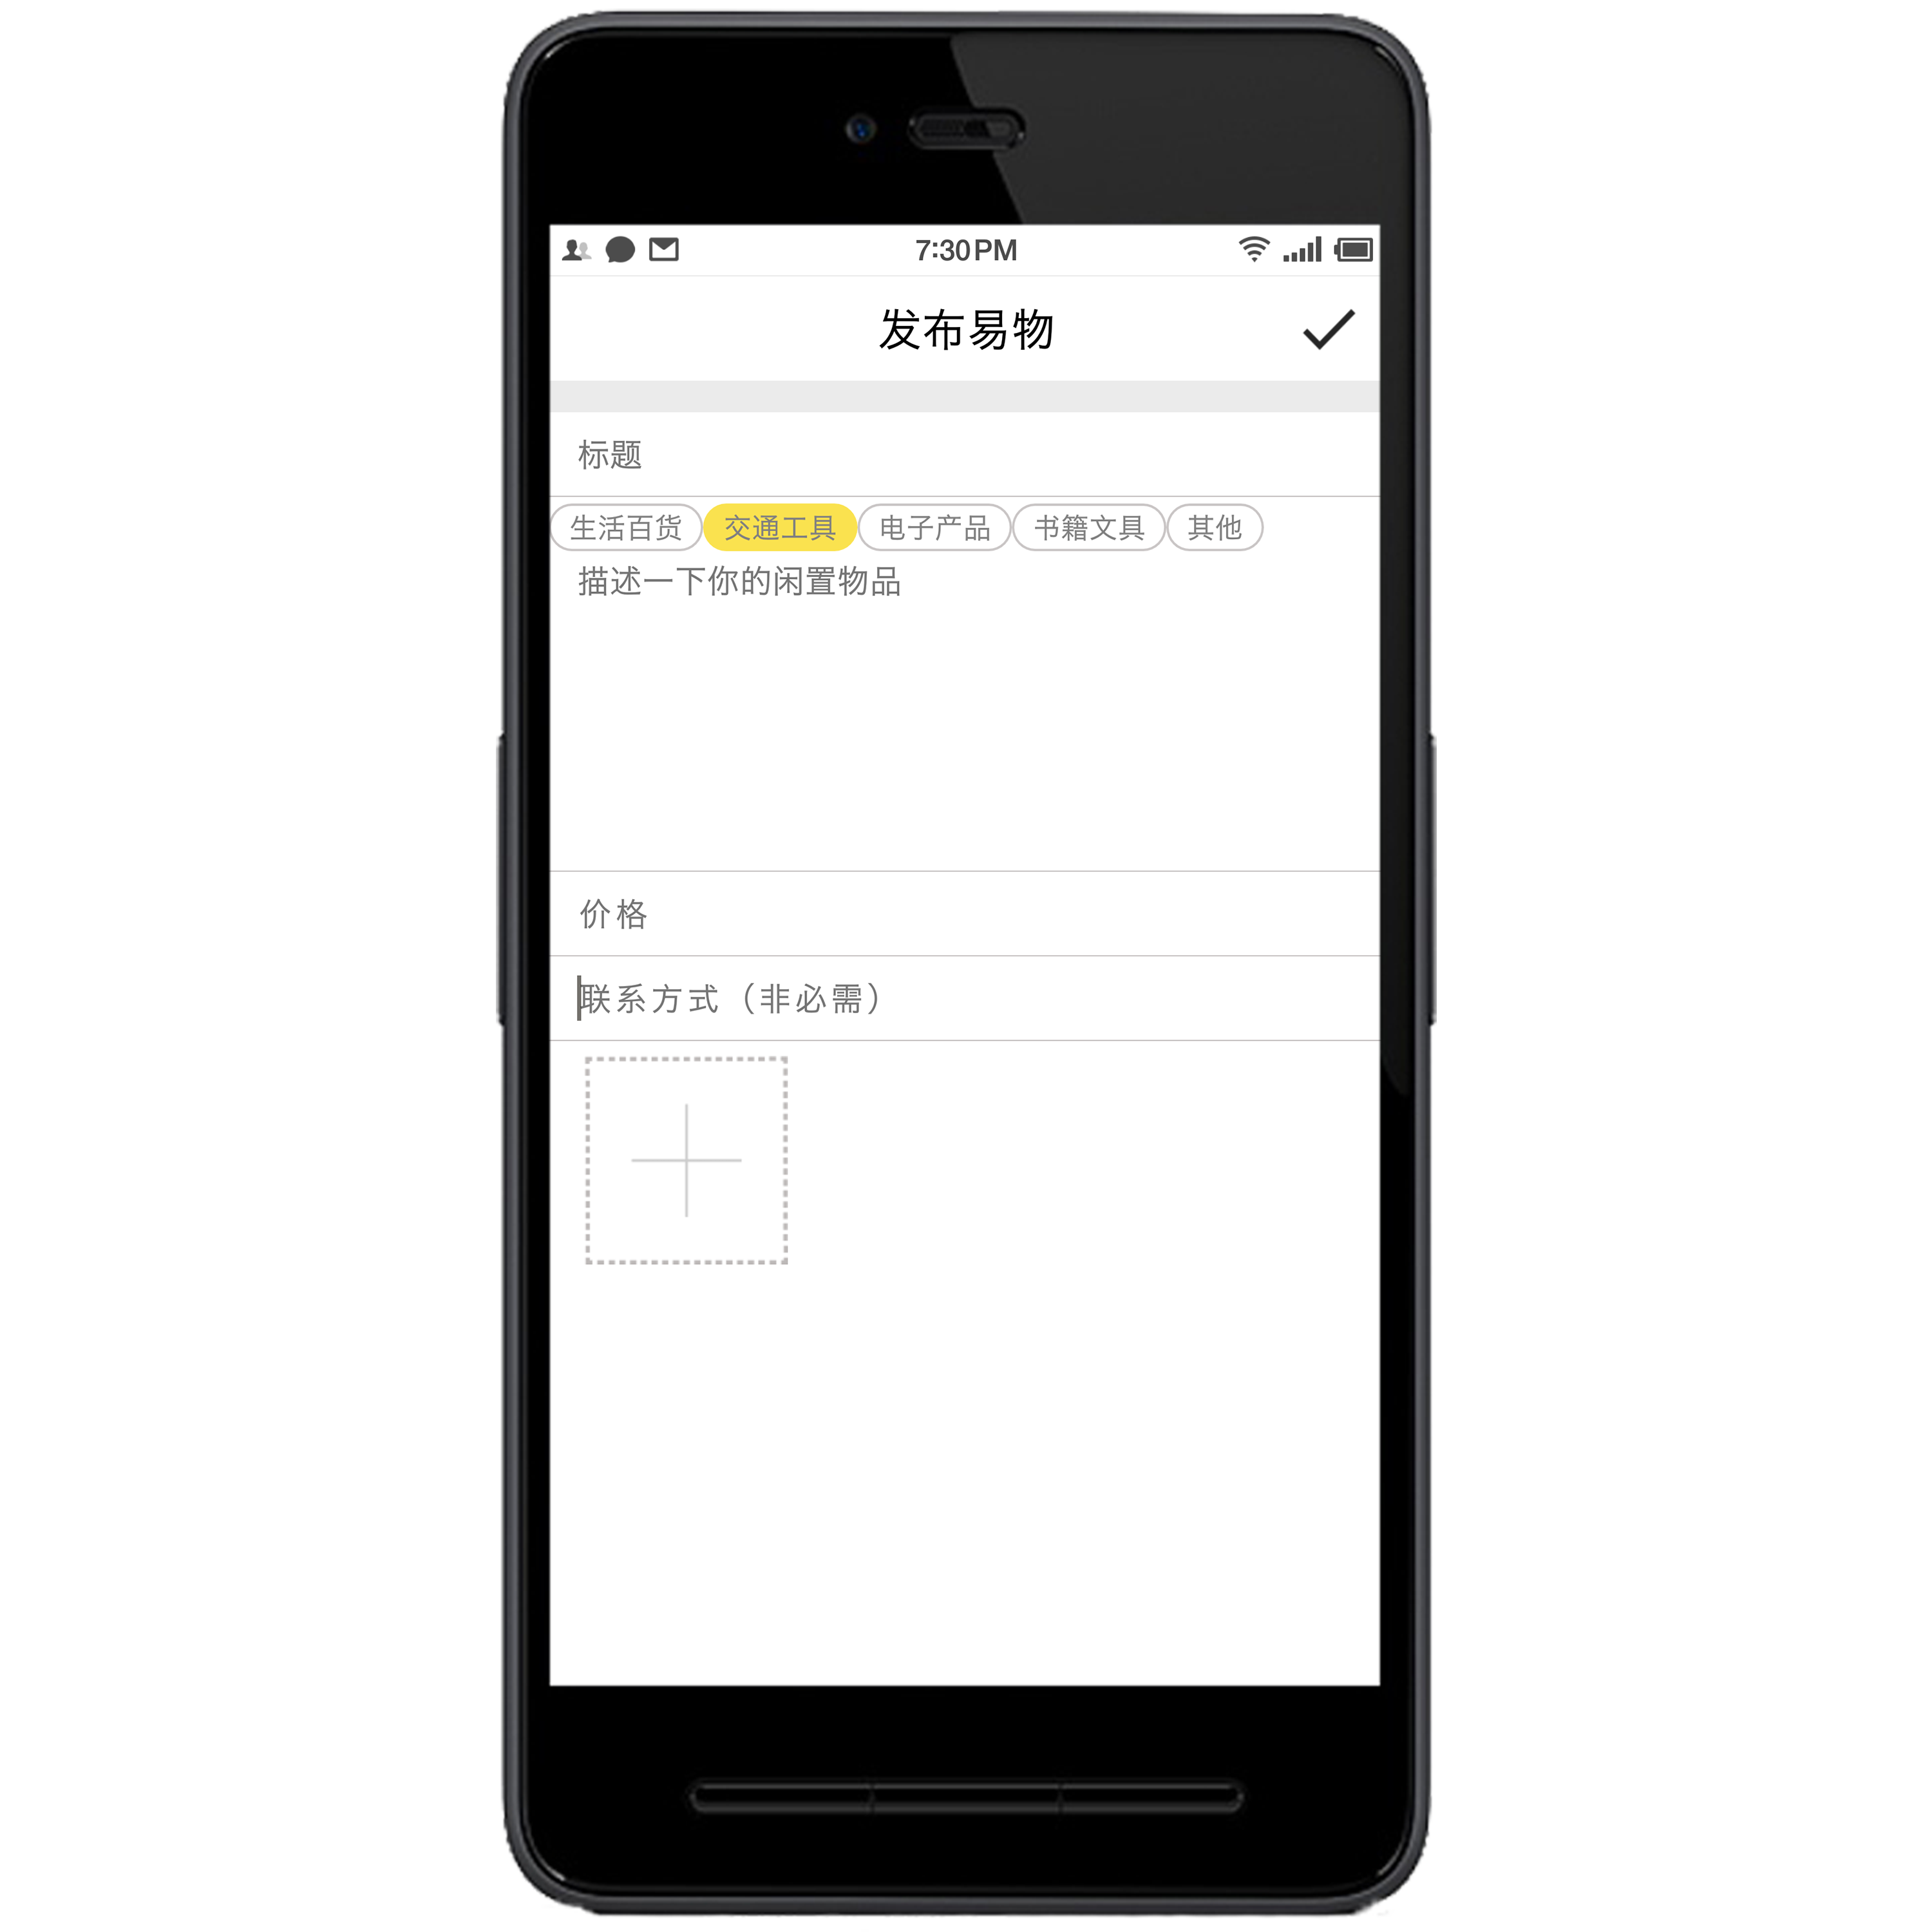 7:30PM
发布易物
标题
生活百货 交通工具 电子产品 书籍文具 其他
描述一下你的闲置物品
价格
联系方式（非必需）